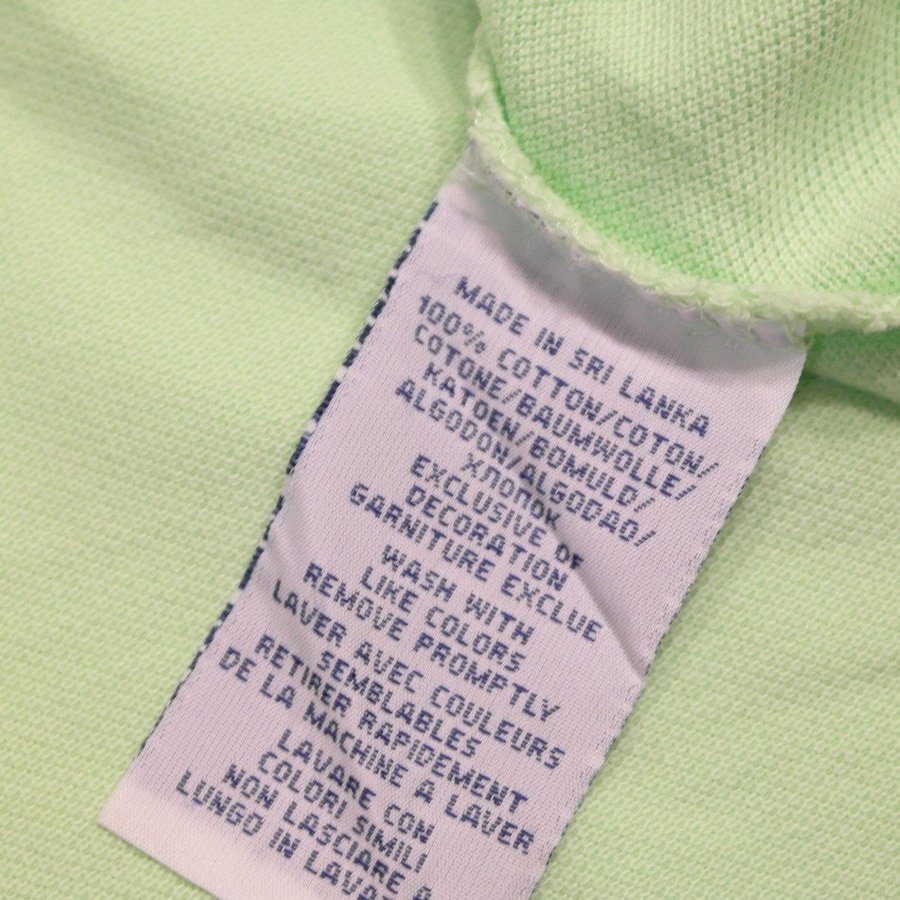 MADE IN SRI LANKA
100% COTTON/COTON/
COTONE/BAUMWOLLE/
KATOEN/BOMULD/
ALGODON/ALGODAO/
ХЛОПОК
EXCLUSIVE OF
DECORATION
GARNITURE EXCLUE
WASH WITH
LIKE COLORS
REMOVE PROMPTLY
LAVER AVEC COULEURS
SEMBLABLES
RETIRER RAPIDEMENT
DE LA MACHINE A LAVER
LAVARE CON
COLORI SIMILI
NON LASCIARE A
LUNGO IN